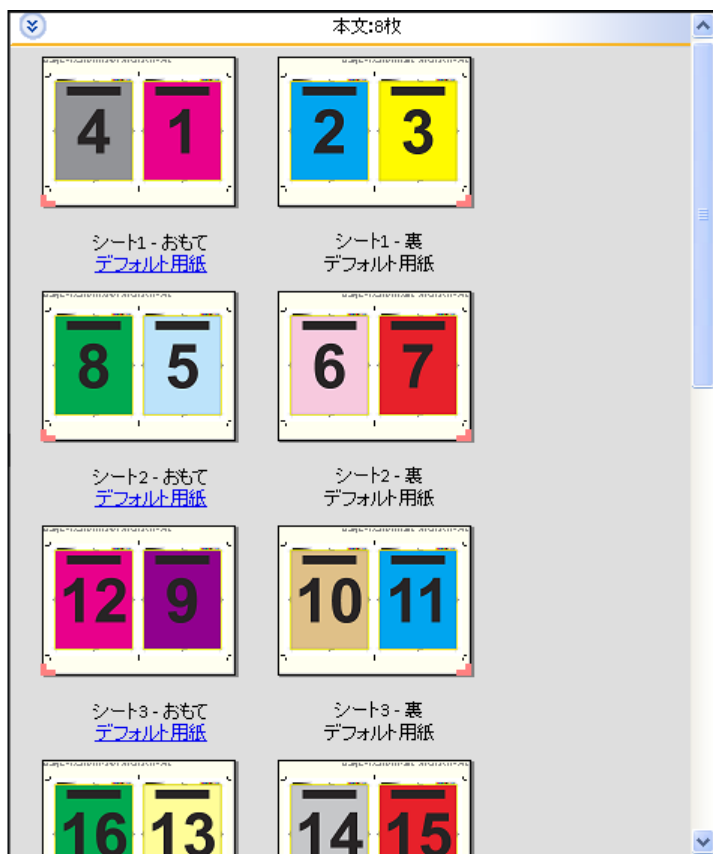 本文:8枚
4 1
2 3
シート1 - おもて
デフォルト用紙
シート1 - 裏
デフォルト用紙
8 5
6 7
シート2 - おもて
デフォルト用紙
シート2 - 裏
デフォルト用紙
12 9
10 11
シート3 - おもて
デフォルト用紙
シート3 - 裏
デフォルト用紙
16 13
14 15